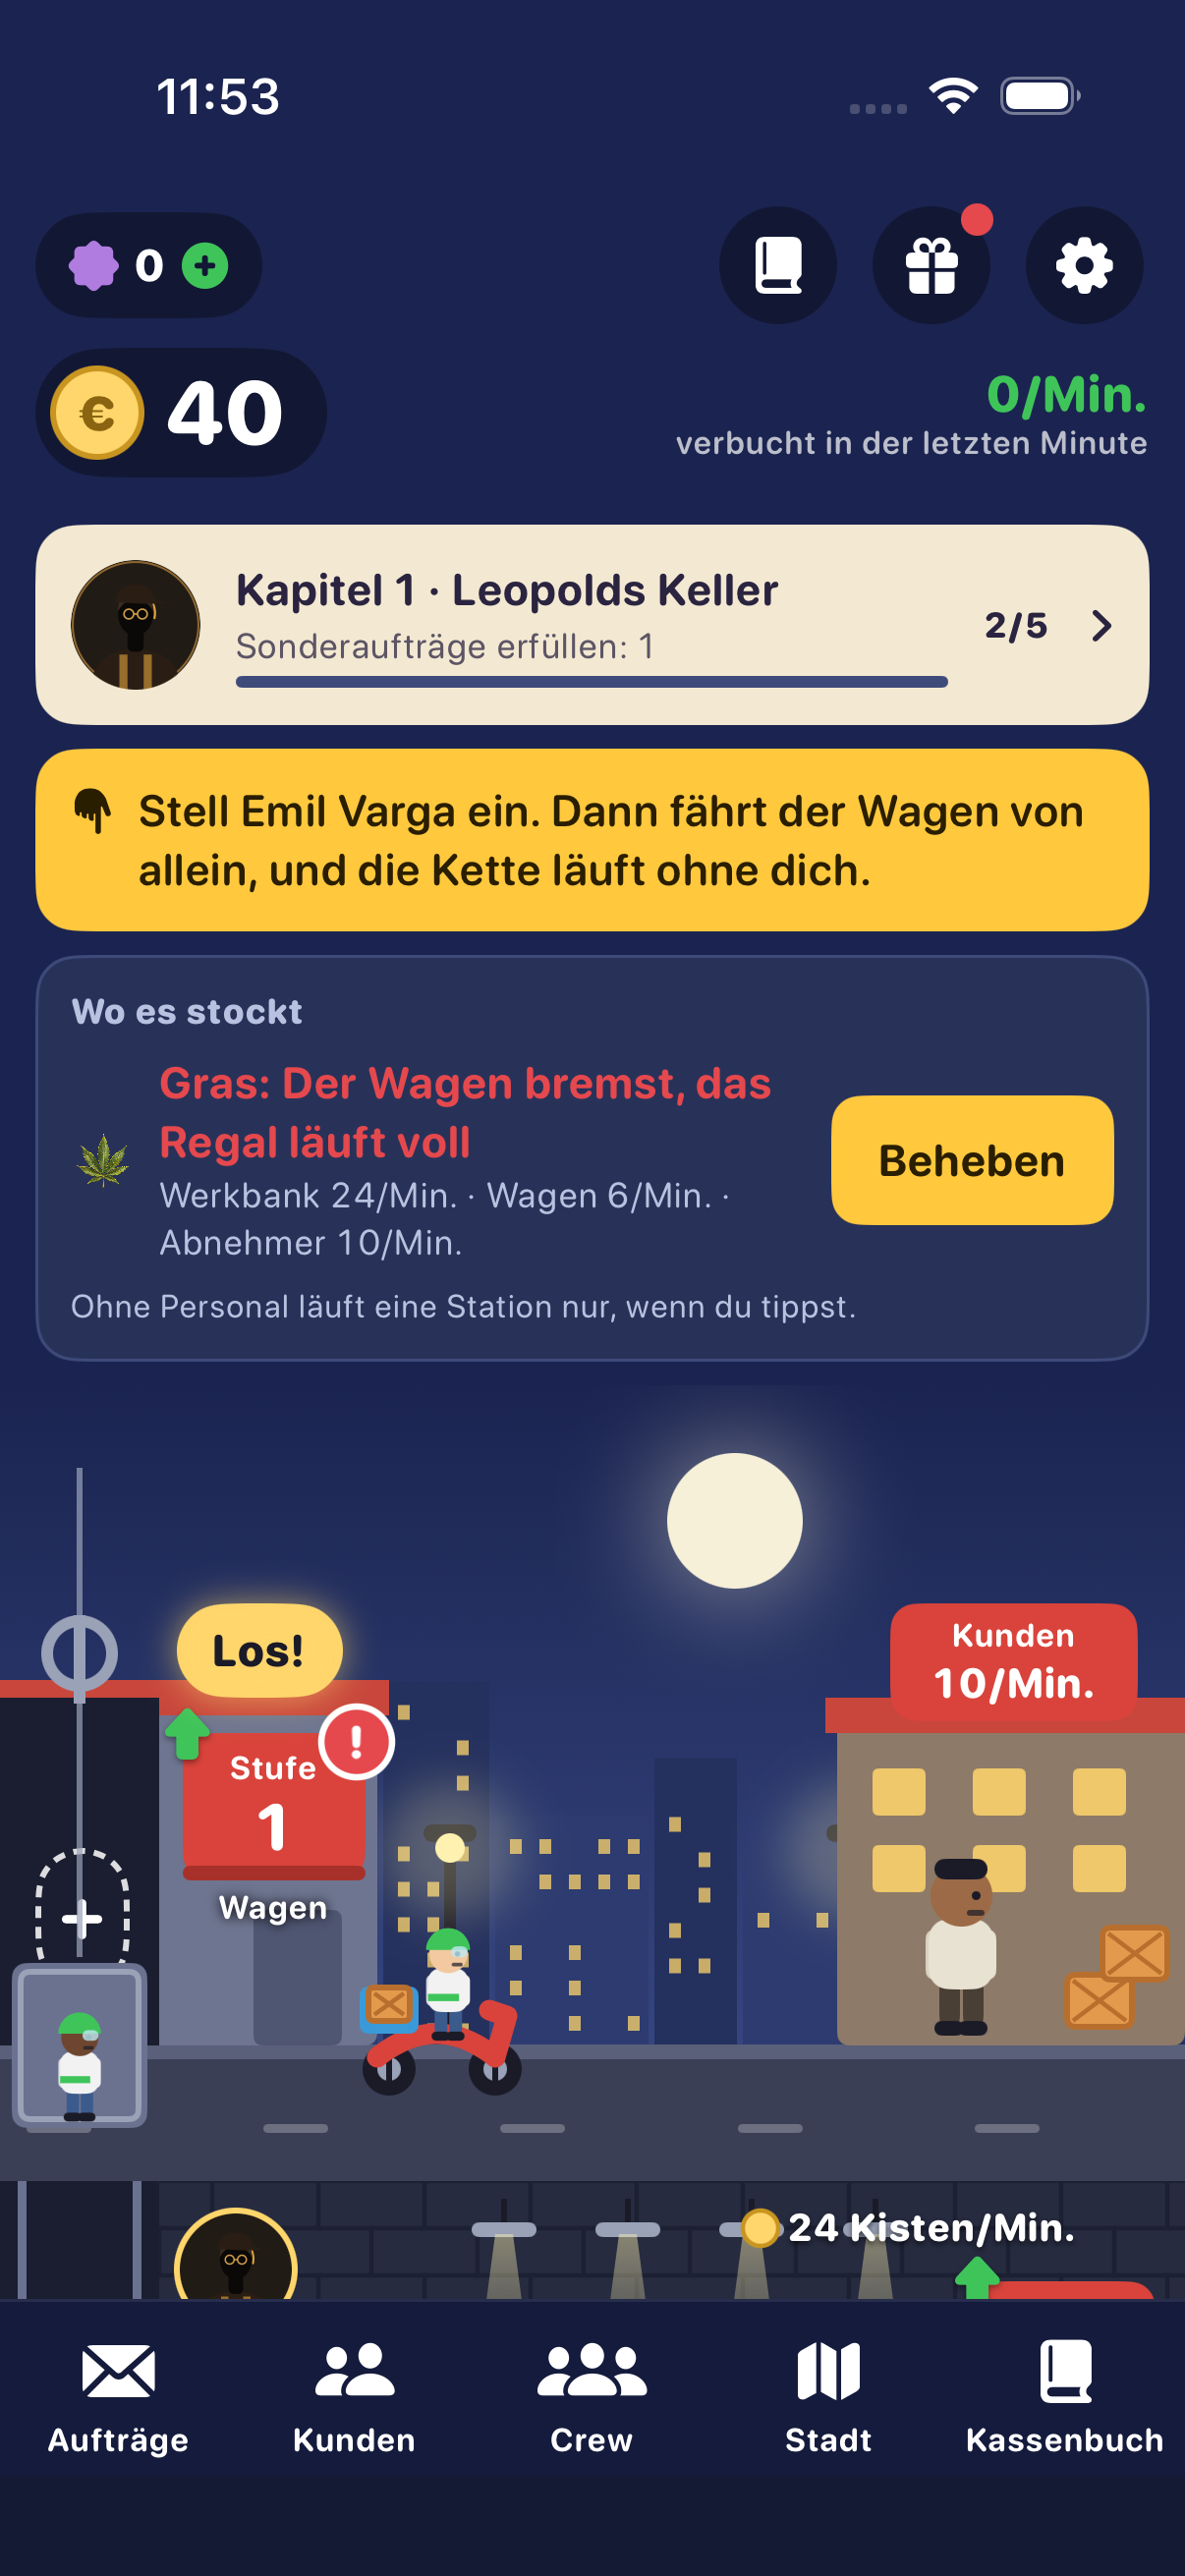 11:53
0
€ 40
0/Min.
verbucht in der letzten Minute
Kapitel 1 · Leopolds Keller
Sonderaufträge erfüllen: 1
2/5
Stell Emil Varga ein. Dann fährt der Wagen von
allein, und die Kette läuft ohne dich.
Wo es stockt
Gras: Der Wagen bremst, das
Regal läuft voll
Werkbank 24/Min. · Wagen 6/Min. ·
Abnehmer 10/Min.
Beheben
Ohne Personal läuft eine Station nur, wenn du tippst.
Los!
Kunden
10/Min.
!
Stufe
1
Wagen
24 Kisten/Min.
Aufträge
Kunden
Crew
Stadt
Kassenbuch